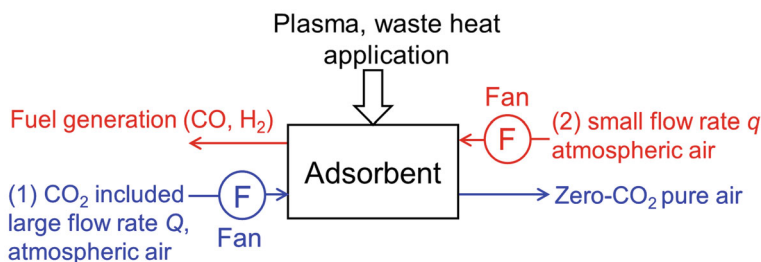 Plasma, waste heat
application
Fuel generation (CO, H₂)
Fan
F
(2) small flow rate q
atmospheric air
Adsorbent
(1) CO₂ included
large flow rate Q,
atmospheric air
F
Fan
Zero-CO₂ pure air